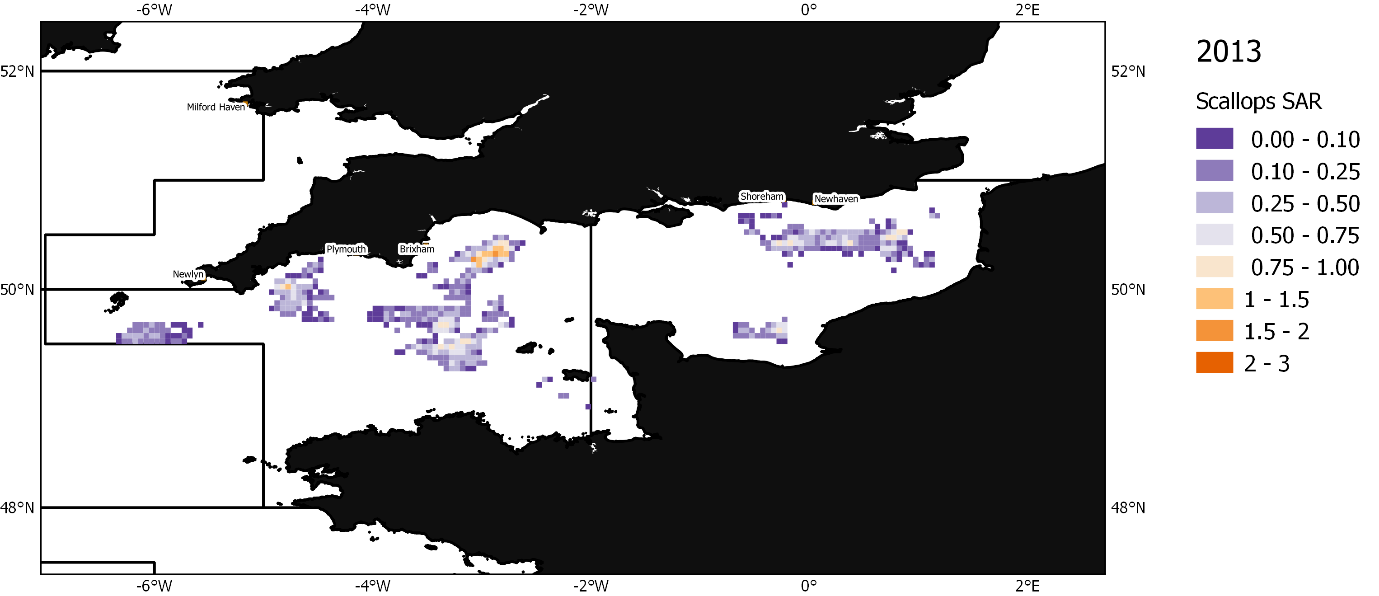 -6°W -4°W -2°W 0° 2°E
2013
52°N 52°N
Scallops SAR
Milford Haven
0.00 - 0.10
0.10 - 0.25
Shoreham Newhaven
0.25 - 0.50
0.50 - 0.75
Plymouth Brixham
0.75 - 1.00
Newlyn
50°N 50°N
1 - 1.5
1.5 - 2
2 - 3
48°N 48°N
-6°W -4°W -2°W 0° 2°E